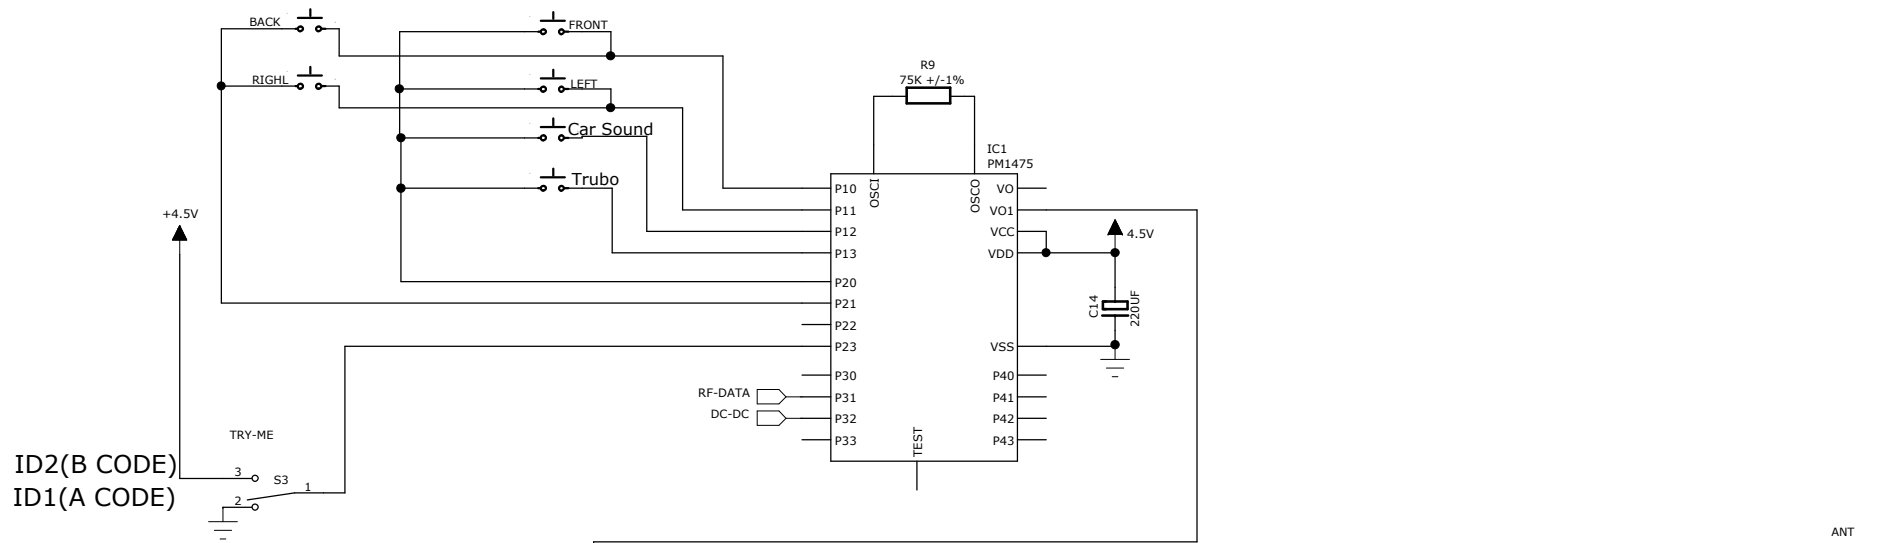 BACK
FRONT
RIGHL
LEFT
Car Sound
Trubo
R9
75K +/-1%
IC1
PM1475
OSCI
OSCO
P10
P11
P12
P13
P20
P21
P22
P23
P30
P31
P32
P33
VO
VO1
VCC
VDD
VSS
P40
P41
P42
P43
TEST
+4.5V
4.5V
C14
220UF
RF-DATA
DC-DC
TRY-ME
ID2(B CODE)
ID1(A CODE)
3
S3
1
2
ANT